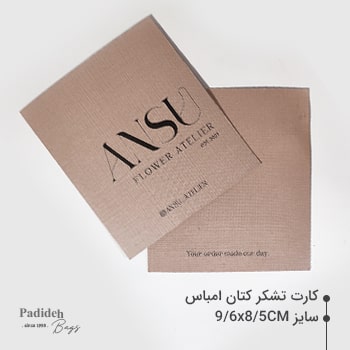 ANSU
FLOWER ATELIER
EST. 2021
@ANSU_ATELIER
Your order made our day
کارت تشکر کتان امباس
سایز 9/6x8/5CM
Padideh
. since 1999 .
Bags